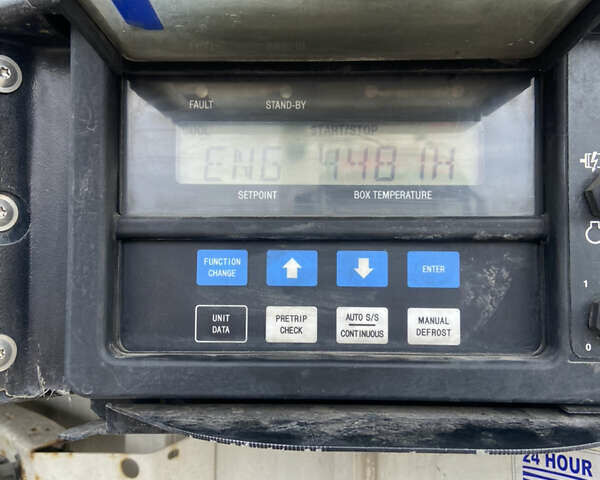 FAULT STAND-BY
COOL START/STOP
ENG 4481H
SETPOINT BOX TEMPERATURE
FUNCTION
CHANGE
ENTER
UNIT
DATA
PRETRIP
CHECK
AUTO S/S
CONTINUOUS
MANUAL
DEFROST
1
0
24 HOUR